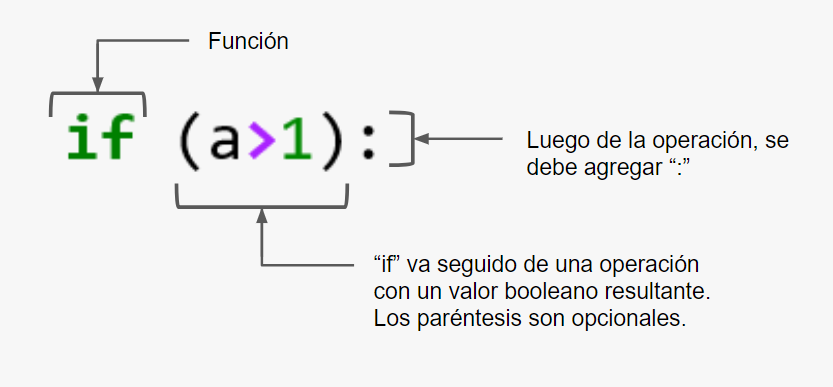 Función
if (a>1):
Luego de la operación, se
debe agregar “:”
“if” va seguido de una operación
con un valor booleano resultante.
Los paréntesis son opcionales.